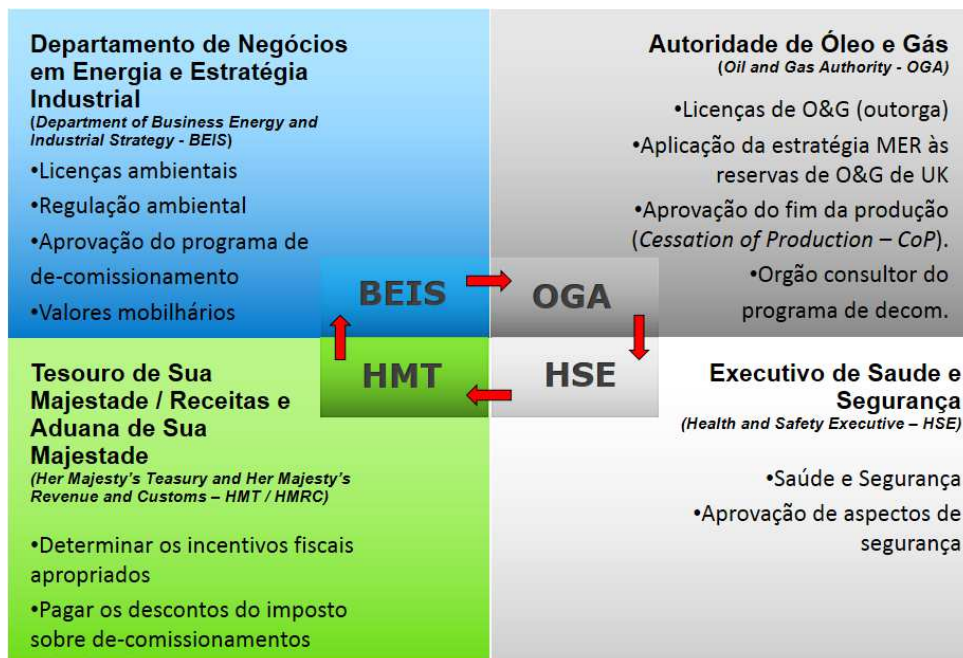 Departamento de Negócios
em Energia e Estratégia
Industrial
(Department of Business Energy and
Industrial Strategy - BEIS)
•Licenças ambientais
•Regulação ambiental
•Aprovação do programa de
de-comissionamento
•Valores mobilhários
Autoridade de Óleo e Gás
(Oil and Gas Authority - OGA)
•Licenças de O&G (outorga)
•Aplicação da estratégia MER às
reservas de O&G de UK
•Aprovação do fim da produção
(Cessation of Production – CoP).
•Orgão consultor do
programa de decom.
BEIS
OGA
HMT
HSE
Tesouro de Sua
Majestade / Receitas e
Aduana de Sua
Majestade
(Her Majesty's Treasury and Her Majesty's
Revenue and Customs – HMT / HMRC)
•Determinar os incentivos fiscais
apropriados
•Pagar os descontos do imposto
sobre de-comissionamentos
Executivo de Saude e
Segurança
(Health and Safety Executive – HSE)
•Saúde e Segurança
•Aprovação de aspectos de
segurança